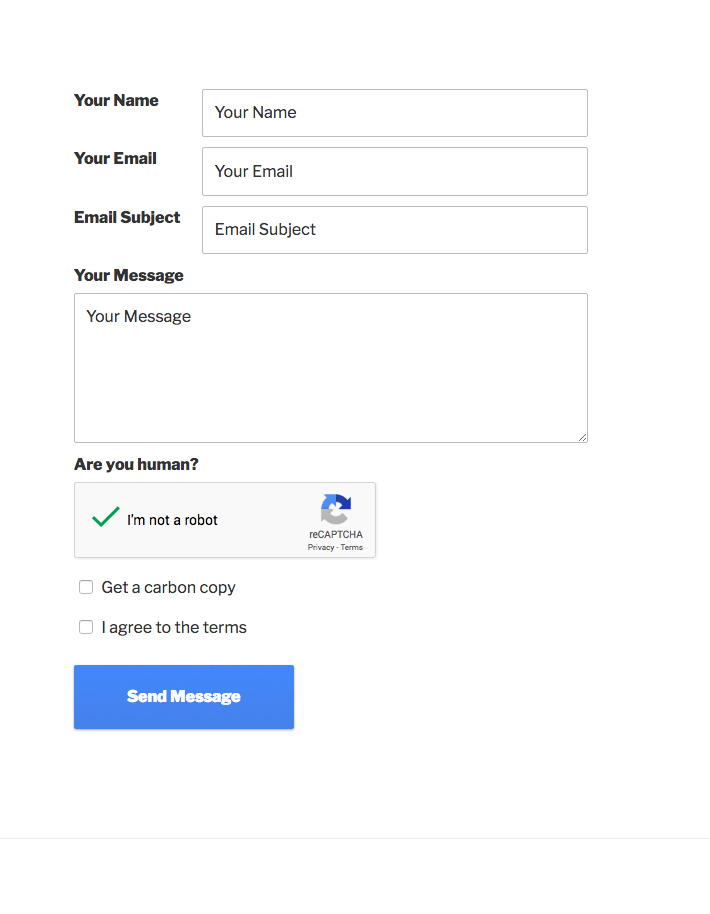 Your Name
Your Name
Your Email
Your Email
Email Subject
Email Subject
Your Message
Your Message
Are you human?
I'm not a robot
reCAPTCHA
Privacy - Terms
Get a carbon copy
I agree to the terms
Send Message